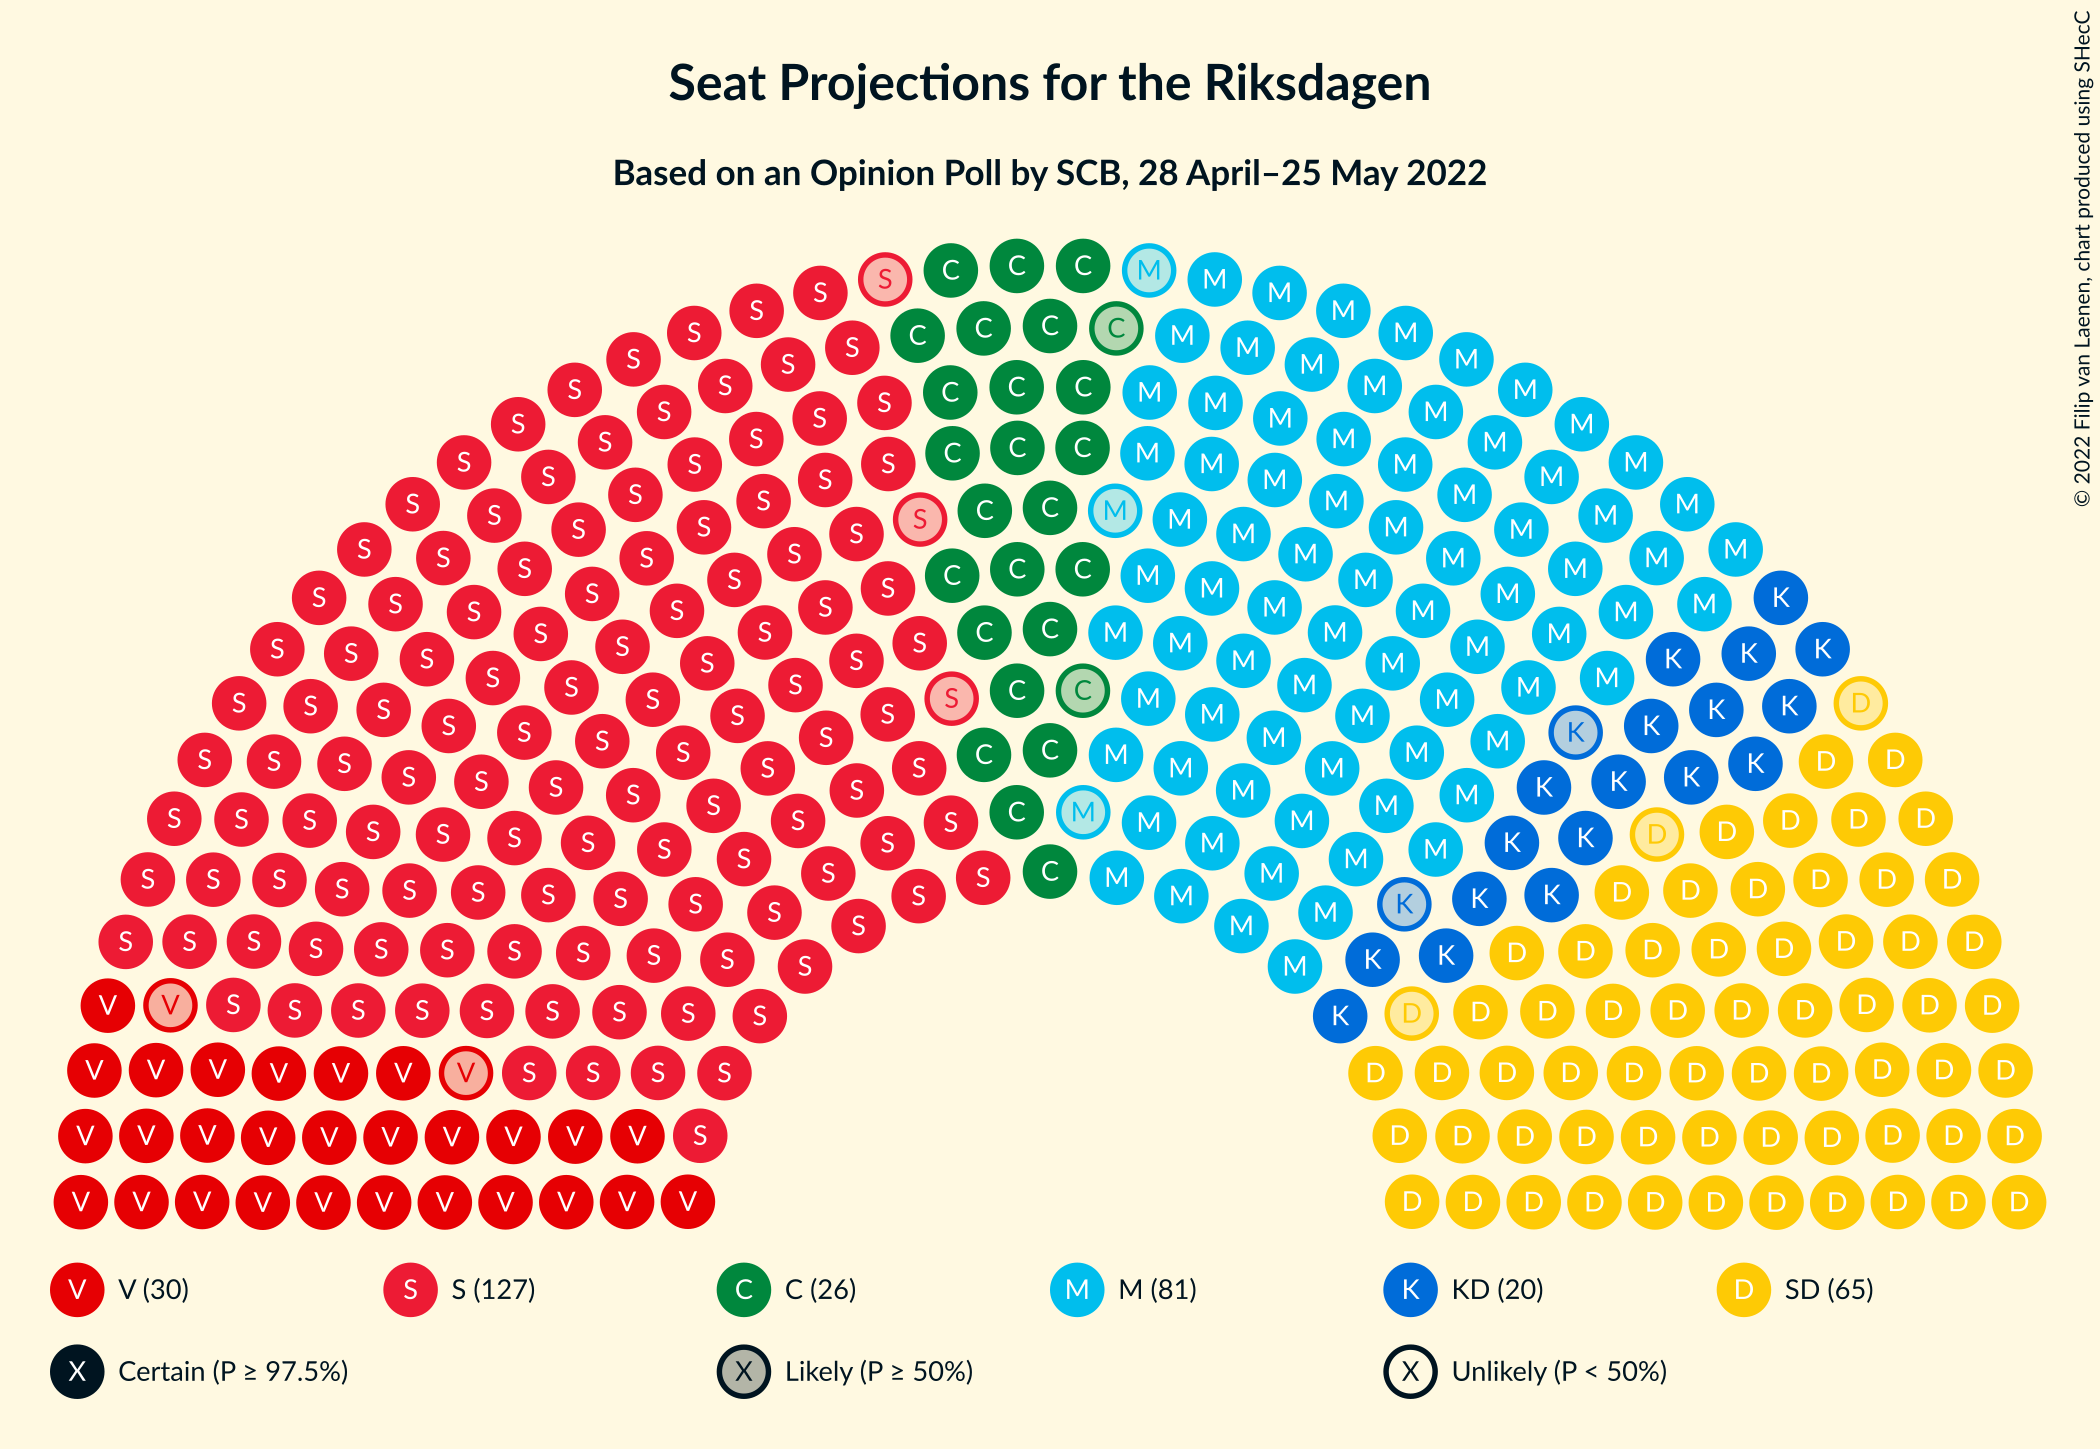 Seat Projections for the Riksdagen
Based on an Opinion Poll by SCB, 28 April–25 May 2022
© 2022 Filip van Laenen, chart produced using SHecC
V V (30) S S (127) C C (26) M M (81) K KD (20) D SD (65)
X Certain (P ≥ 97.5%) X Likely (P ≥ 50%) X Unlikely (P < 50%)